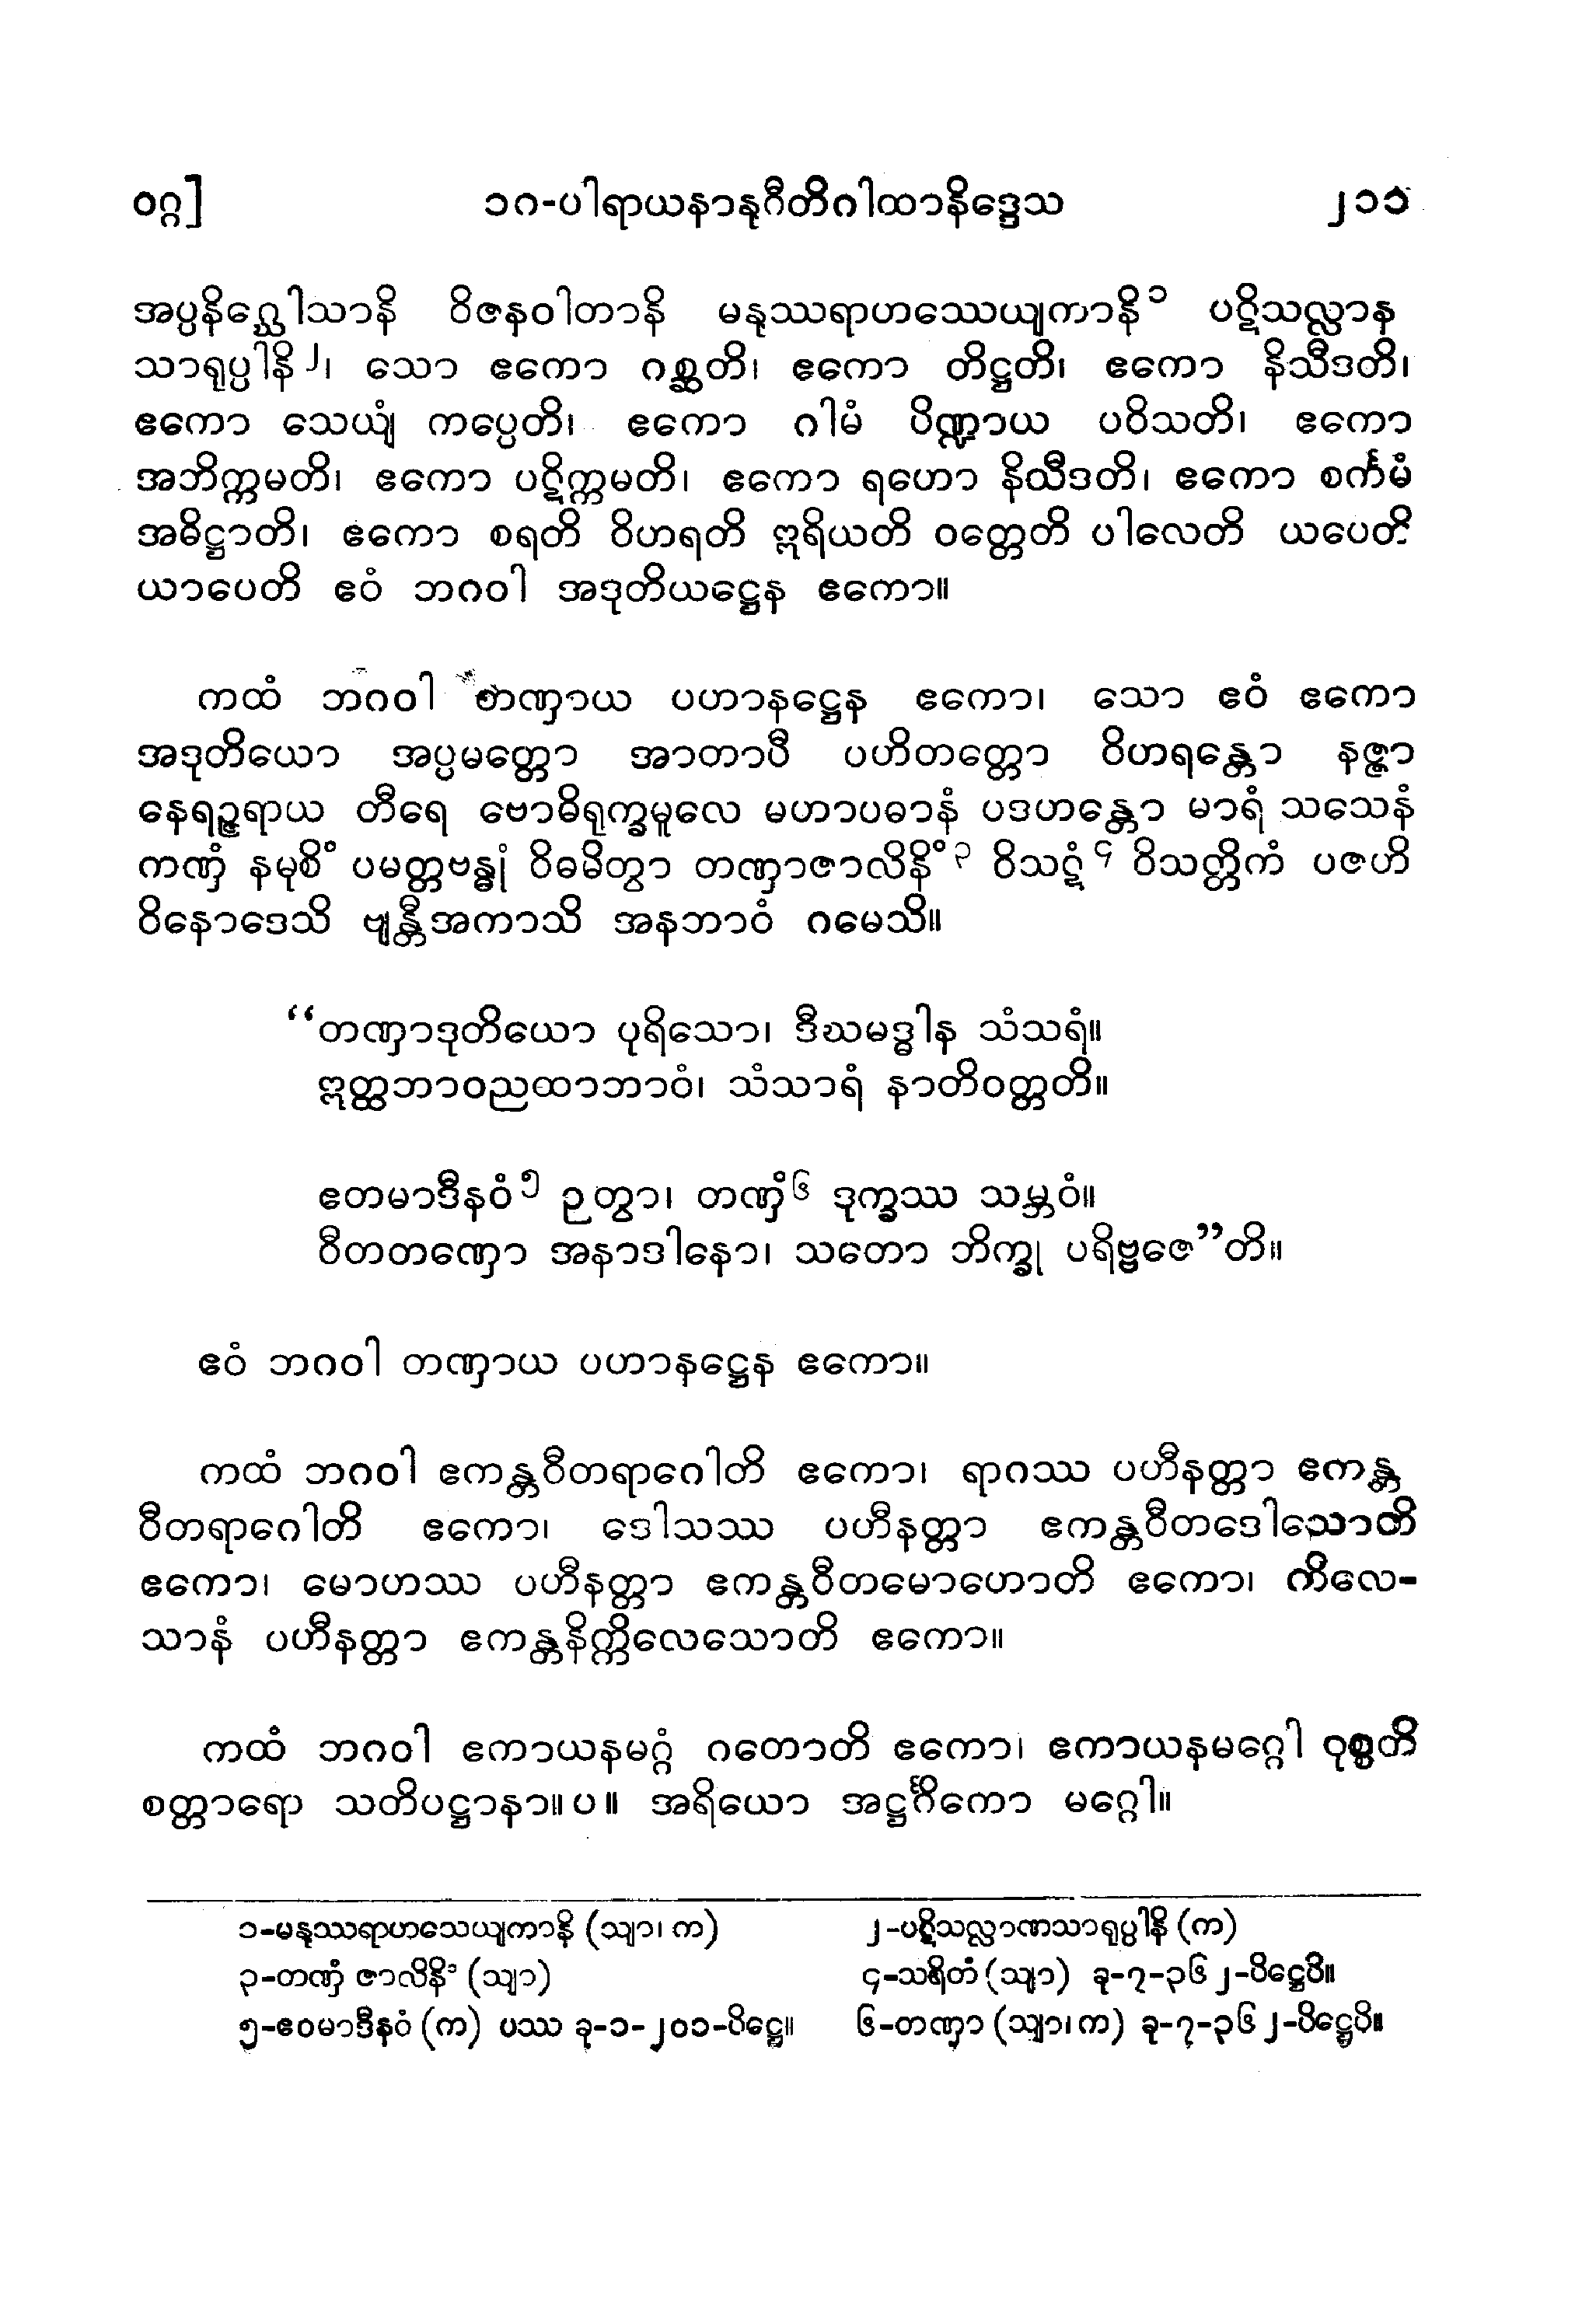 ဝဂ္ဂ] ၁ဂ-ပါရာယနာနုဂီတိဂါထာနိဒ္ဒေသ ၂၁၁
အပ္ပနိဂ္ဃေါသာနိ ဝိဇနဝါတာနိ မနုဿရာဟဿေယျကာနိ၁ ပဋိသလ္လာန
သာရုပ္ပါနိ၂၊ သော ဧကော ဂစ္ဆတိ၊ ဧကော တိဋ္ဌတိ၊ ဧကော နိသီဒတိ၊
ဧကော သေယျံ ကပ္ပေတိ၊ ဧကော ဂါမံ ပိဏ္ဍာယ ပဝိသတိ၊ ဧကော
အဘိက္ကမတိ၊ ဧကော ပဋိက္ကမတိ၊ ဧကော ရဟော နိသီဒတိ၊ ဧကော စင်္ကမံ
အဓိဋ္ဌာတိ၊ ဧကော စရတိ ဝိဟရတိ ဣရိယတိ ဝတ္တေတိ ပါလေတိ ယပေတိ
ယာပေတိ ဧဝံ ဘဂဝါ အဒုတိယဋ္ဌေန ဧကော။
ကထံ ဘဂဝါ တဏှာယ ပဟာနဋ္ဌေန ဧကော၊ သော ဧဝံ ဧကော
အဒုတိယော အပ္ပမတ္တော အာတာပီ ပဟိတတ္တော ဝိဟရန္တော နဇ္ဇာ
နေရဉ္ဇရာယ တီရေ ဗောဓိရုက္ခမူလေ မဟာပဓာနံ ပဒဟန္တော မာရံ သသေနံ
ကဏှံ နမုစိံ ပမတ္တဗန္ဓုံ ဝိဓမိတွာ တဏှာဇာလိနိံ၃ ဝိသဋံ၄ ဝိသတ္တိကံ ပဇဟိ
ဝိနောဒေသိ ဗျန္တီအကာသိ အနဘာဝံ ဂမေသိ။
“တဏှာဒုတိယော ပုရိသော၊ ဒီဃမဒ္ဓါန သံသရံ။
ဣတ္ထဘာဝညထာဘာဝံ၊ သံသာရံ နာတိဝတ္တတိ။
ဧတမာဒီနဝံ၅ ဉတွာ၊ တဏှံ၆ ဒုက္ခဿ သမ္ဘဝံ။
ဝီတတဏှော အနာဒါနော၊ သတော ဘိက္ခု ပရိဗ္ဗဇေ”တိ။
ဧဝံ ဘဂဝါ တဏှာယ ပဟာနဋ္ဌေန ဧကော။
ကထံ ဘဂဝါ ဧကန္တဝီတရာဂေါတိ ဧကော၊ ရာဂဿ ပဟီနတ္တာ ဧကန္တ
ဝီတရာဂေါတိ ဧကော၊ ဒေါသဿ ပဟီနတ္တာ ဧကန္တဝီတဒေါသောတိ
ဧကော၊ မောဟဿ ပဟီနတ္တာ ဧကန္တဝီတမောဟောတိ ဧကော၊ ကိလေ-
သာနံ ပဟီနတ္တာ ဧကန္တနိက္ကိလေသောတိ ဧကော။
ကထံ ဘဂဝါ ဧကာယနမဂ္ဂံ ဂတောတိ ဧကော၊ ဧကာယနမဂ္ဂေါ ဝုစ္စတိ
စတ္တာရော သတိပဋ္ဌာနာ။ပ။ အရိယော အဋ္ဌင်္ဂိကော မဂ္ဂေါ။
၁-မနုဿရာဟသေယျကာနိ (သျာ၊ က) ၂-ပဋိသလ္လာဏသာရုပ္ပါနိ (က)
၃-တဏှံ ဇာလိနိံ (သျာ) ၄-သရိတံ (သျာ) ခု-၇-၃၆၂-ပိဋ္ဌေပိ။
၅-ဧဝမာဒီနဝံ (က) ပဿ ခု-၁-၂၀၁-ပိဋ္ဌေ။ ၆-တဏှာ (သျာ၊က) ခု-၇-၃၆၂-ပိဋ္ဌေပိ။